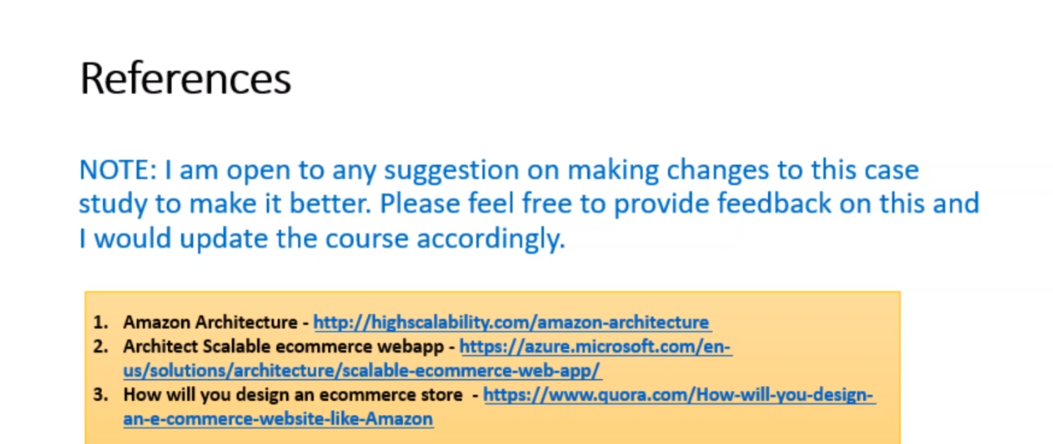 References
NOTE: I am open to any suggestion on making changes to this case
study to make it better. Please feel free to provide feedback on this and
I would update the course accordingly.
1. Amazon Architecture - http://highscalability.com/amazon-architecture
2. Architect Scalable ecommerce webapp - https://azure.microsoft.com/en-
us/solutions/architecture/scalable-ecommerce-web-app/
3. How will you design an ecommerce store - https://www.quora.com/How-will-you-design-
an-e-commerce-website-like-Amazon